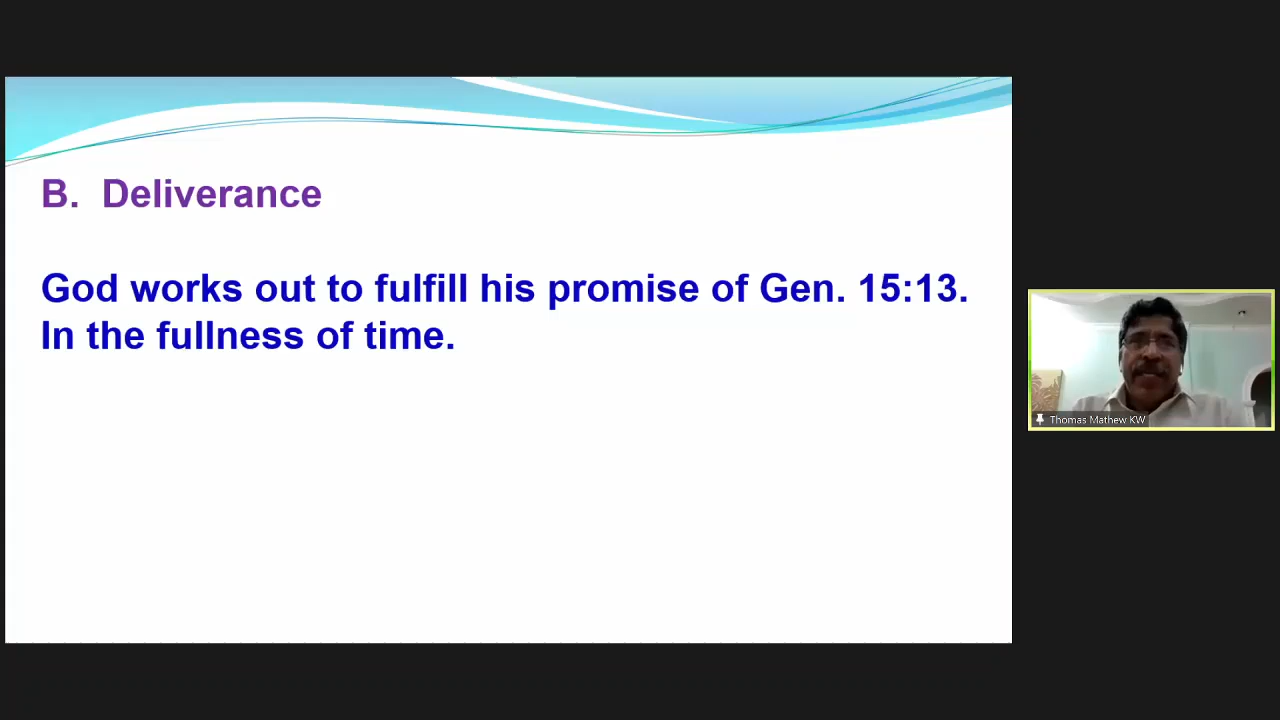 B. Deliverance
God works out to fulfill his promise of Gen. 15:13.
In the fullness of time.
Thomas Mathew KW